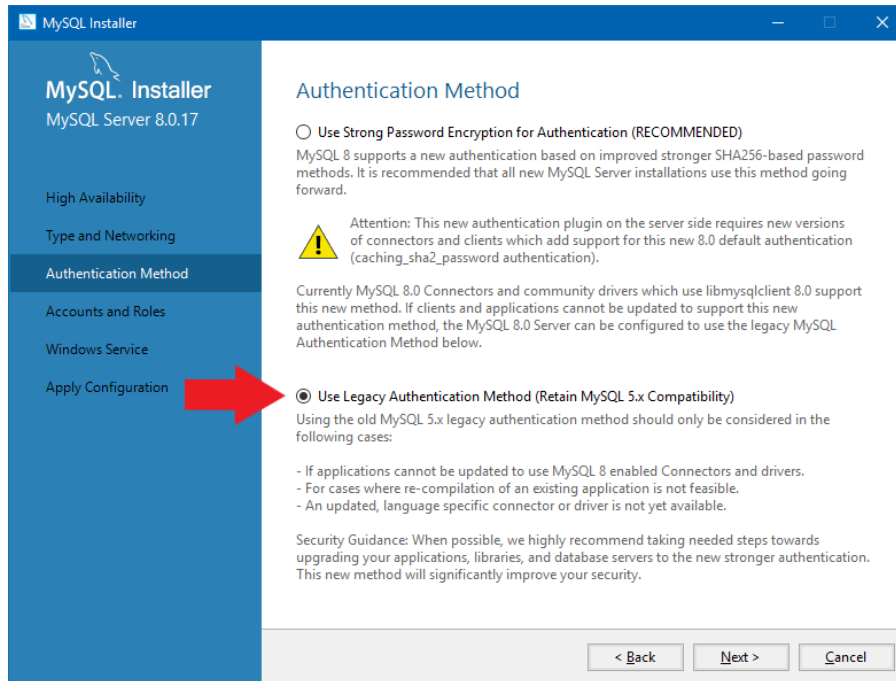 MySQL Installer
MySQL. Installer
MySQL Server 8.0.17
High Availability
Type and Networking
Authentication Method
Accounts and Roles
Windows Service
Apply Configuration
Authentication Method
Use Strong Password Encryption for Authentication (RECOMMENDED)
MySQL 8 supports a new authentication based on improved stronger SHA256-based password
methods. It is recommended that all new MySQL Server installations use this method going
forward.
Attention: This new authentication plugin on the server side requires new versions
of connectors and clients which add support for this new 8.0 default authentication
(caching_sha2_password authentication).
Currently MySQL 8.0 Connectors and community drivers which use libmysqlclient 8.0 support
this new method. If clients and applications cannot be updated to support this new
authentication method, the MySQL 8.0 Server can be configured to use the legacy MySQL
Authentication Method below.
Use Legacy Authentication Method (Retain MySQL 5.x Compatibility)
Using the old MySQL 5.x legacy authentication method should only be considered in the
following cases:
- If applications cannot be updated to use MySQL 8 enabled Connectors and drivers.
- For cases where re-compilation of an existing application is not feasible.
- An updated, language specific connector or driver is not yet available.
Security Guidance: When possible, we highly recommend taking needed steps towards
upgrading your applications, libraries, and database servers to the new stronger authentication.
This new method will significantly improve your security.
< Back
Next >
Cancel